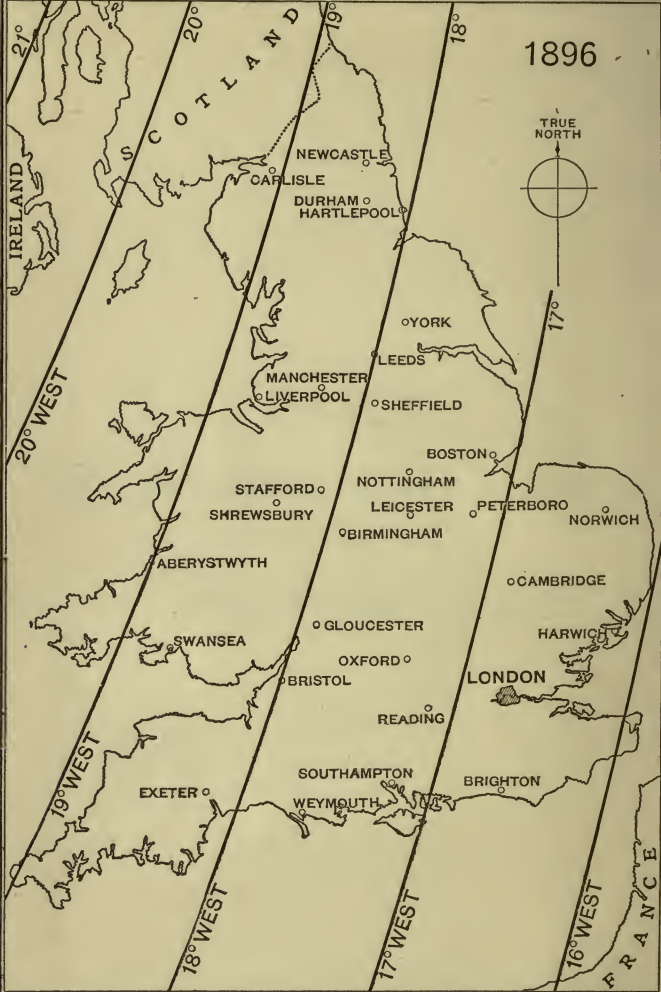 21°
20°
19°
18°
1896
SCOTLAND
TRUE
NORTH
IRELAND
NEWCASTLE
CARLISLE
DURHAM
HARTLEPOOL
17°
YORK
LEEDS
MANCHESTER
LIVERPOOL
SHEFFIELD
20° WEST
BOSTON
NOTTINGHAM
STAFFORD
LEICESTER
PETERBORO
SHREWSBURY
NORWICH
BIRMINGHAM
ABERYSTWYTH
CAMBRIDGE
GLOUCESTER
HARWICH
SWANSEA
OXFORD
LONDON
BRISTOL
READING
19° WEST
SOUTHAMPTON
BRIGHTON
EXETER
WEYMOUTH
18° WEST
17° WEST
16° WEST
FRANCE